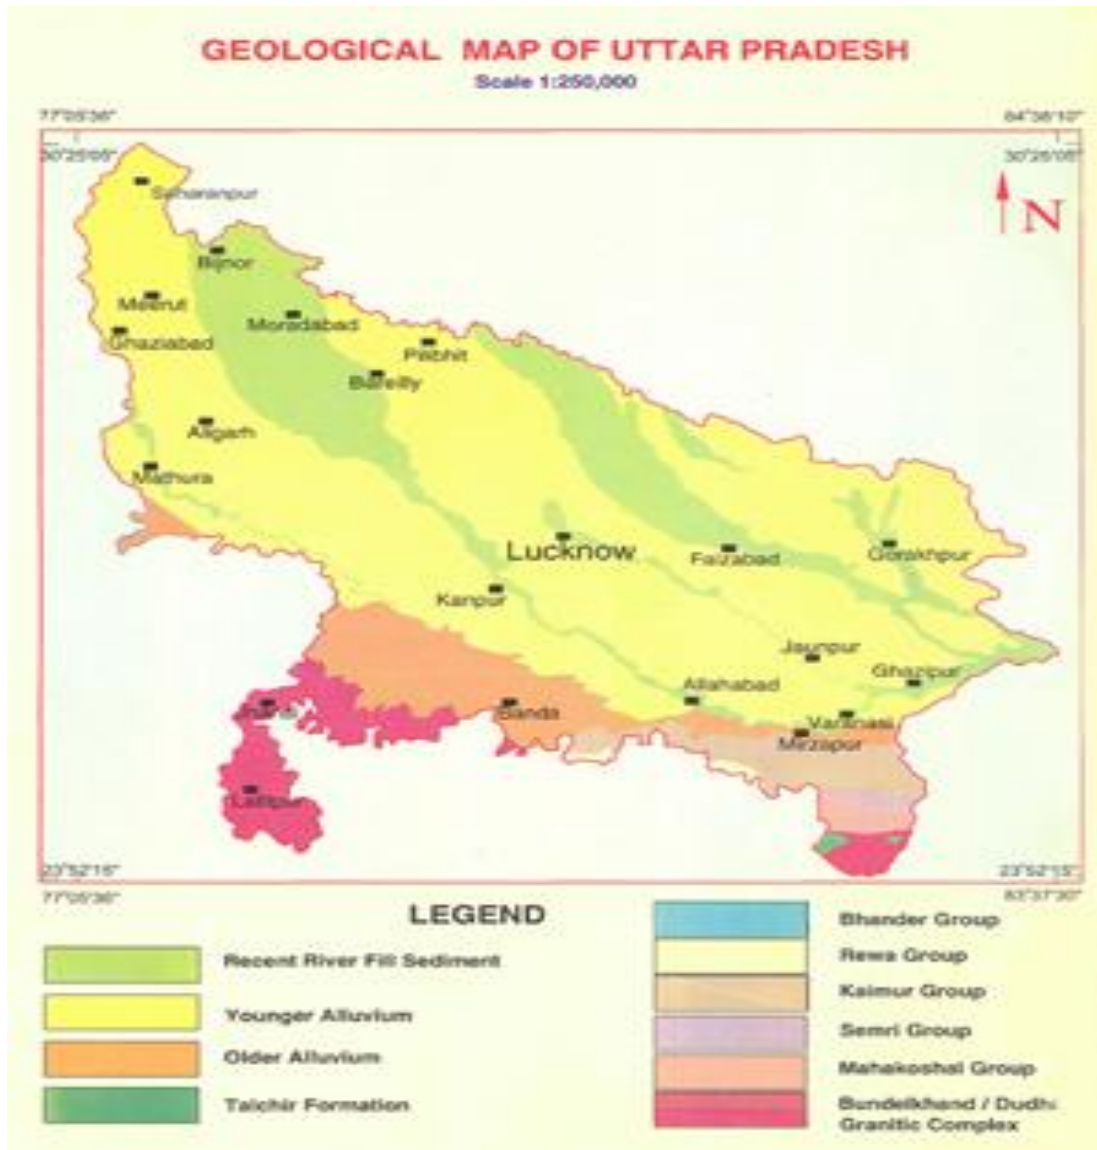 GEOLOGICAL MAP OF UTTAR PRADESH
Scale 1:250,000
77°05'36"
84°38'10"
30°25'05"
30°25'05"
N
Saharanpur
Bijnor
Meerut
Moradabad
Ghaziabad
Pilibhit
Bareilly
Aligarh
Mathura
Lucknow
Faizabad
Gorakhpur
Kanpur
Jaunpur
Ghazipur
Allahabad
Jhansi
Banda
Varanasi
Mirzapur
Lalitpur
23°52'15"
23°52'15"
77°05'36"
83°37'30"
LEGEND
Recent River Fill Sediment
Younger Alluvium
Older Alluvium
Talchir Formation
Bhander Group
Rewa Group
Kaimur Group
Semri Group
Mahakoshal Group
Bundelkhand / Dudhi
Granitic Complex